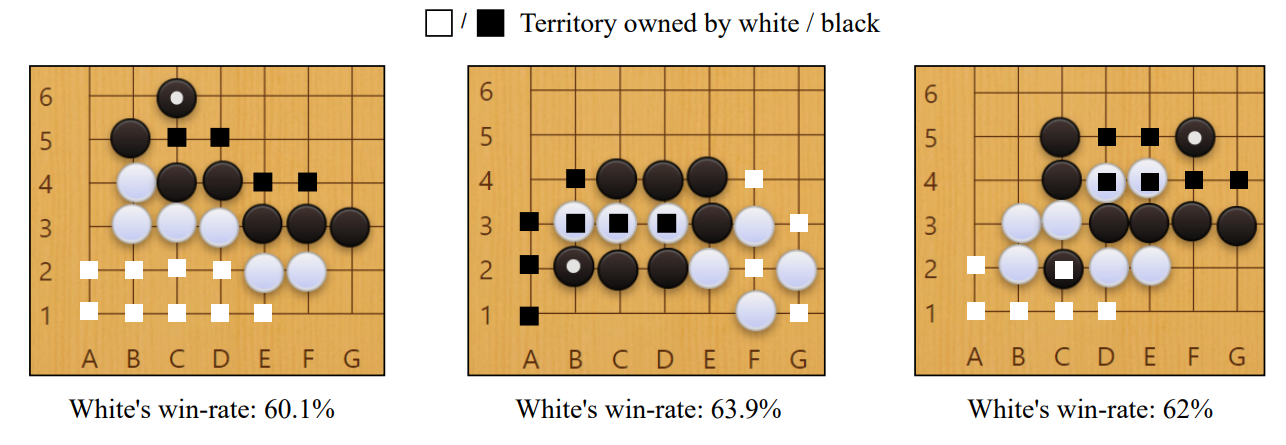 / Territory owned by white / black
6 6 6
5 5 5
4 4 4
3 3 3
2 2 2
1 1 1
A B C D E F G A B C D E F G A B C D E F G
White's win-rate: 60.1% White's win-rate: 63.9% White's win-rate: 62%